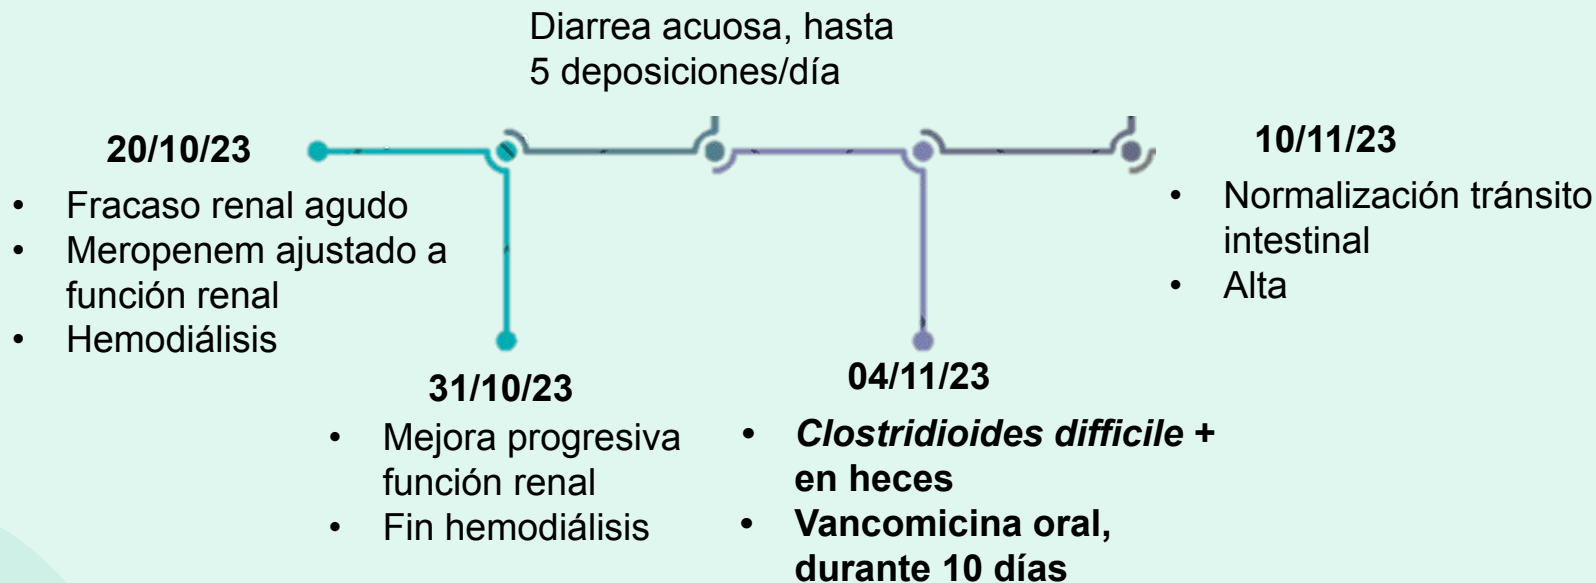 Diarrea acuosa, hasta
5 deposiciones/día
20/10/23
• Fracaso renal agudo
• Meropenem ajustado a
función renal
• Hemodiálisis
31/10/23
• Mejora progresiva
función renal
• Fin hemodiálisis
04/11/23
• Clostridioides difficile +
en heces
• Vancomicina oral,
durante 10 días
10/11/23
• Normalización tránsito
intestinal
• Alta